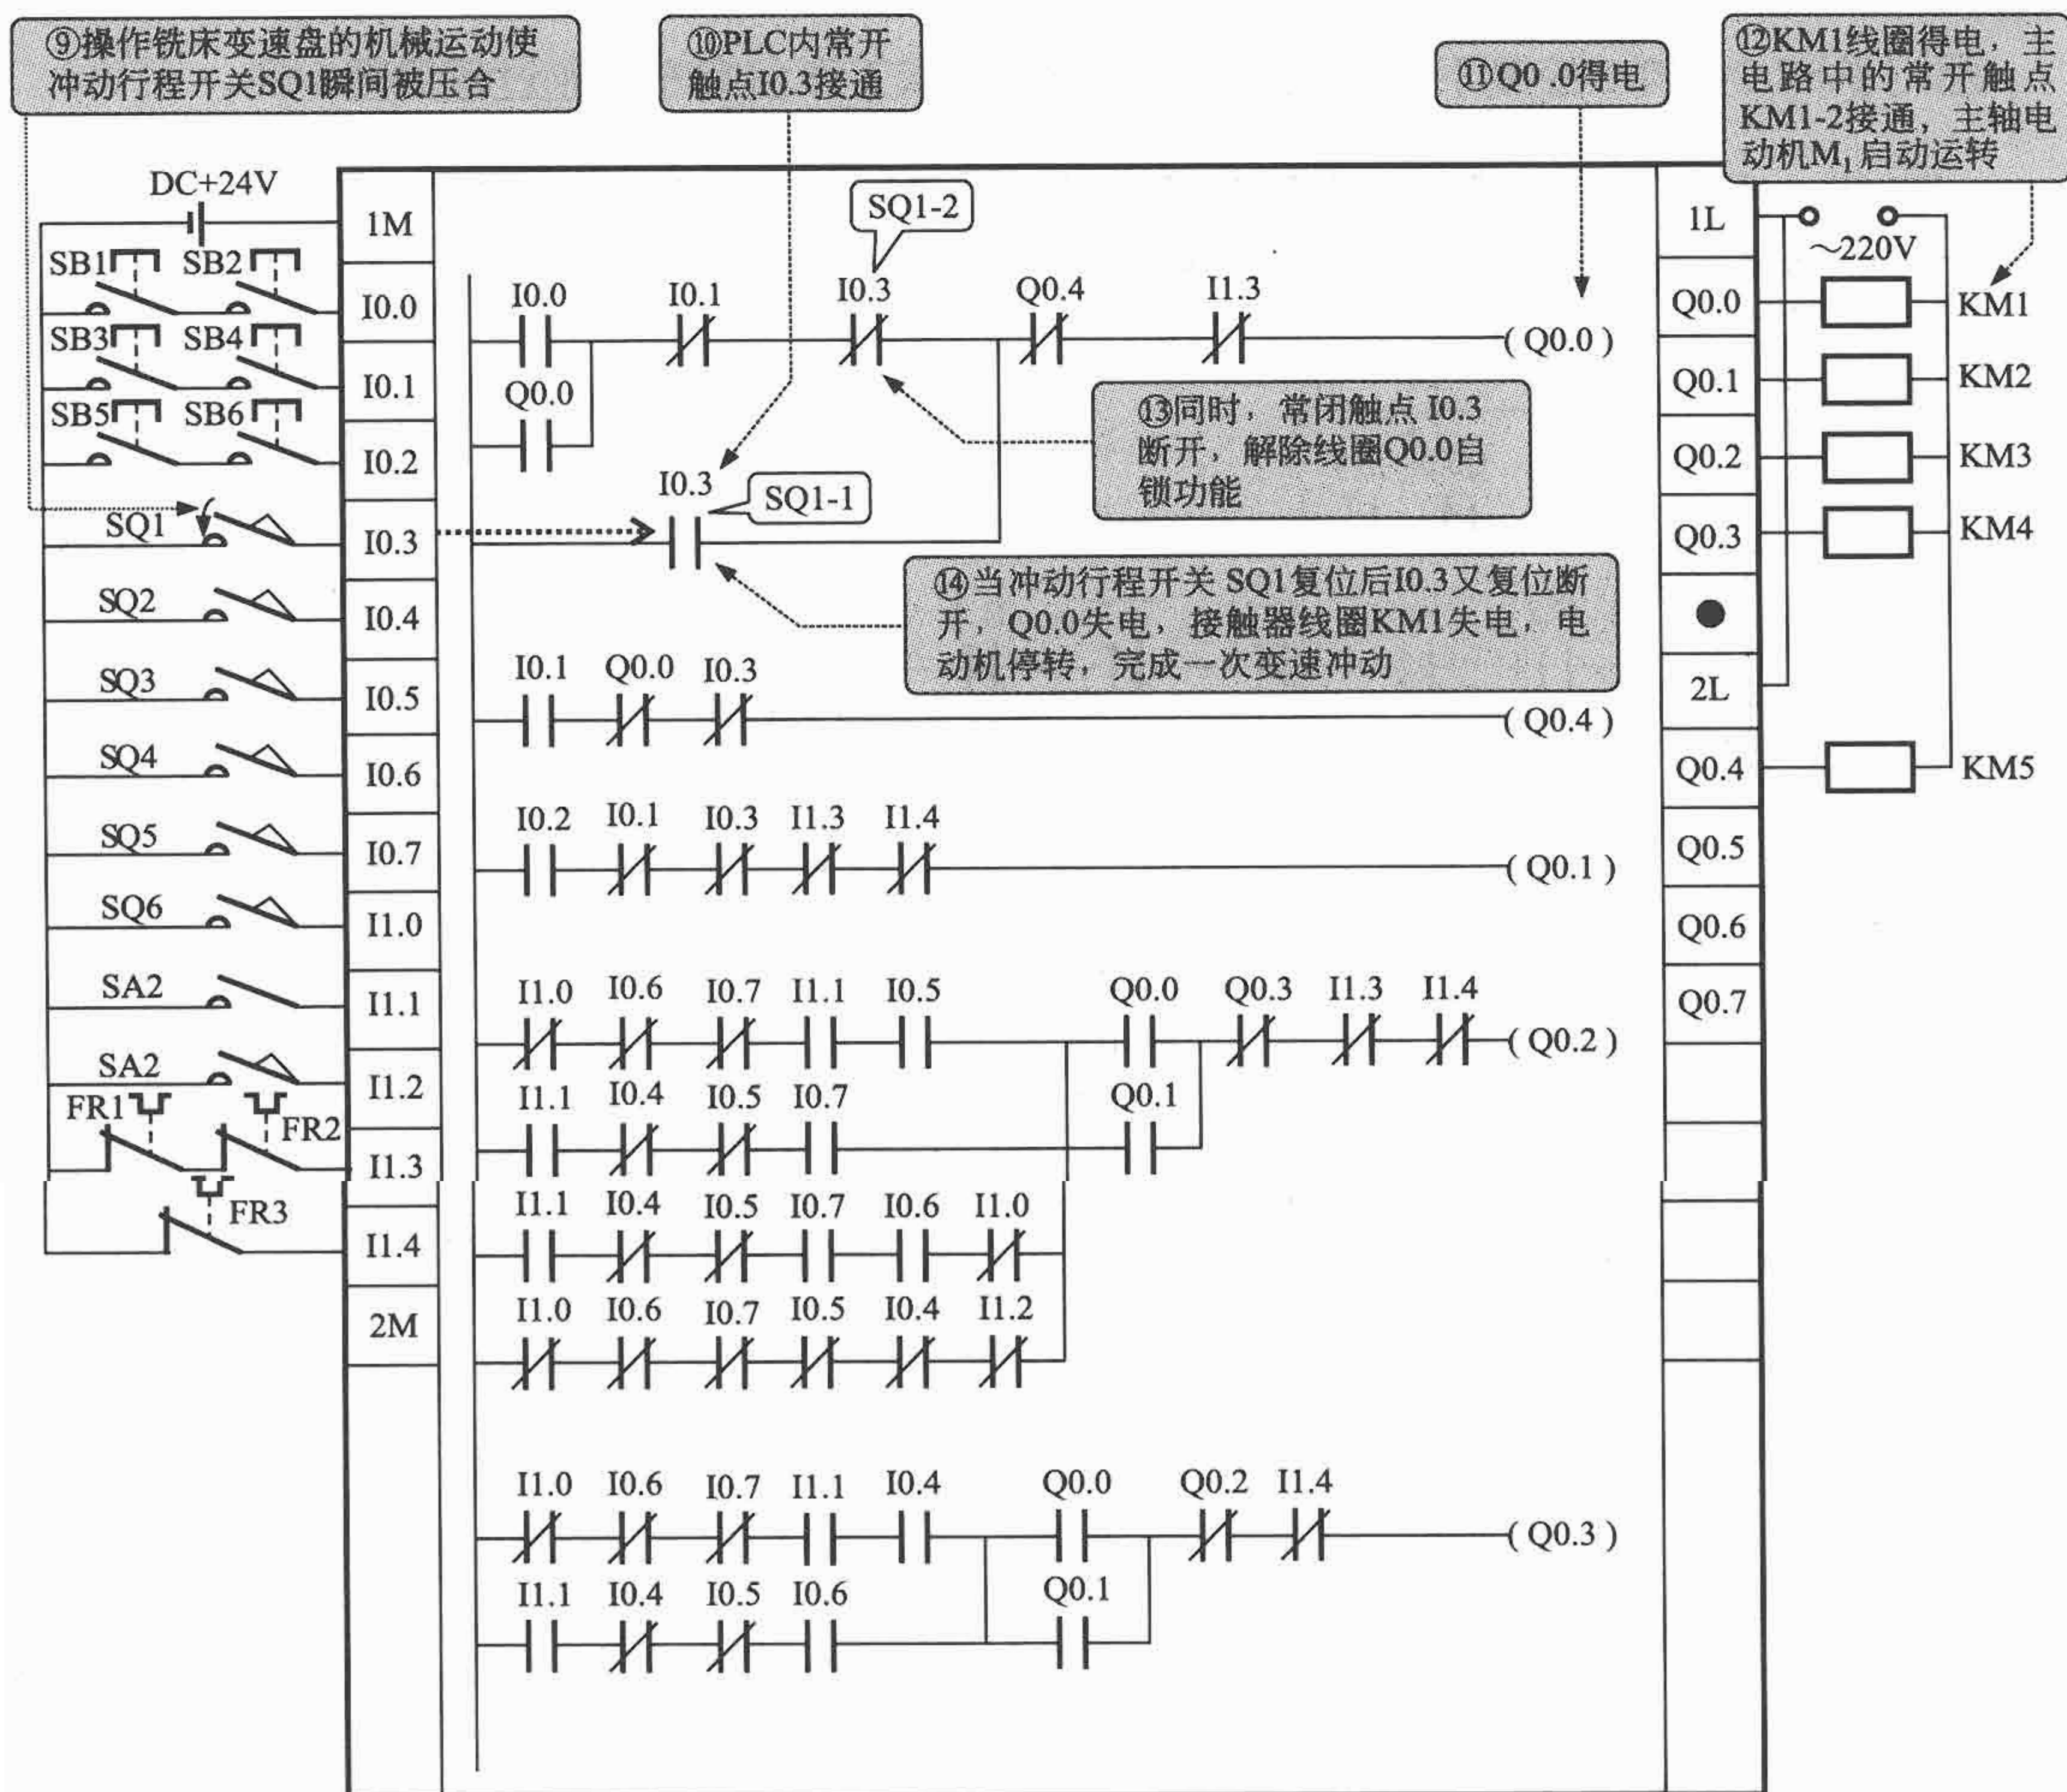 ⑨操作铣床变速盘的机械运动使
冲动行程开关SQ1瞬间被压合
⑩PLC内常开
触点I0.3接通
⑪Q0.0得电
⑫KM1线圈得电，主
电路中的常开触点
KM1-2接通，主轴电
动机M₁启动运转
DC+24V
SB1 SB2
SB3 SB4
SB5 SB6
SQ1
SQ2
SQ3
SQ4
SQ5
SQ6
SA2
SA2
FR1
FR2
FR3
1M
I0.0
I0.1
I0.2
I0.3
I0.4
I0.5
I0.6
I0.7
I1.0
I1.1
I1.2
I1.3
I1.4
2M
SQ1-2
I0.0 I0.1 I0.3 Q0.4 I1.3
( Q0.0 )
Q0.0
I0.3
SQ1-1
⑬同时，常闭触点 I0.3
断开，解除线圈Q0.0自
锁功能
⑭当冲动行程开关 SQ1复位后I0.3又复位断
开，Q0.0失电，接触器线圈KM1失电，电
动机停转，完成一次变速冲动
I0.1 Q0.0 I0.3
( Q0.4 )
I0.2 I0.1 I0.3 I1.3 I1.4
( Q0.1 )
I1.0 I0.6 I0.7 I1.1 I0.5 Q0.0 Q0.3 I1.3 I1.4
( Q0.2 )
I1.1 I0.4 I0.5 I0.7 Q0.1
I1.1 I0.4 I0.5 I0.7 I0.6 I1.0
I1.0 I0.6 I0.7 I0.5 I0.4 I1.2
I1.0 I0.6 I0.7 I1.1 I0.4 Q0.0 Q0.2 I1.4
( Q0.3 )
I1.1 I0.4 I0.5 I0.6 Q0.1
1L
Q0.0
Q0.1
Q0.2
Q0.3
2L
Q0.4
Q0.5
Q0.6
Q0.7
～220V
KM1
KM2
KM3
KM4
KM5